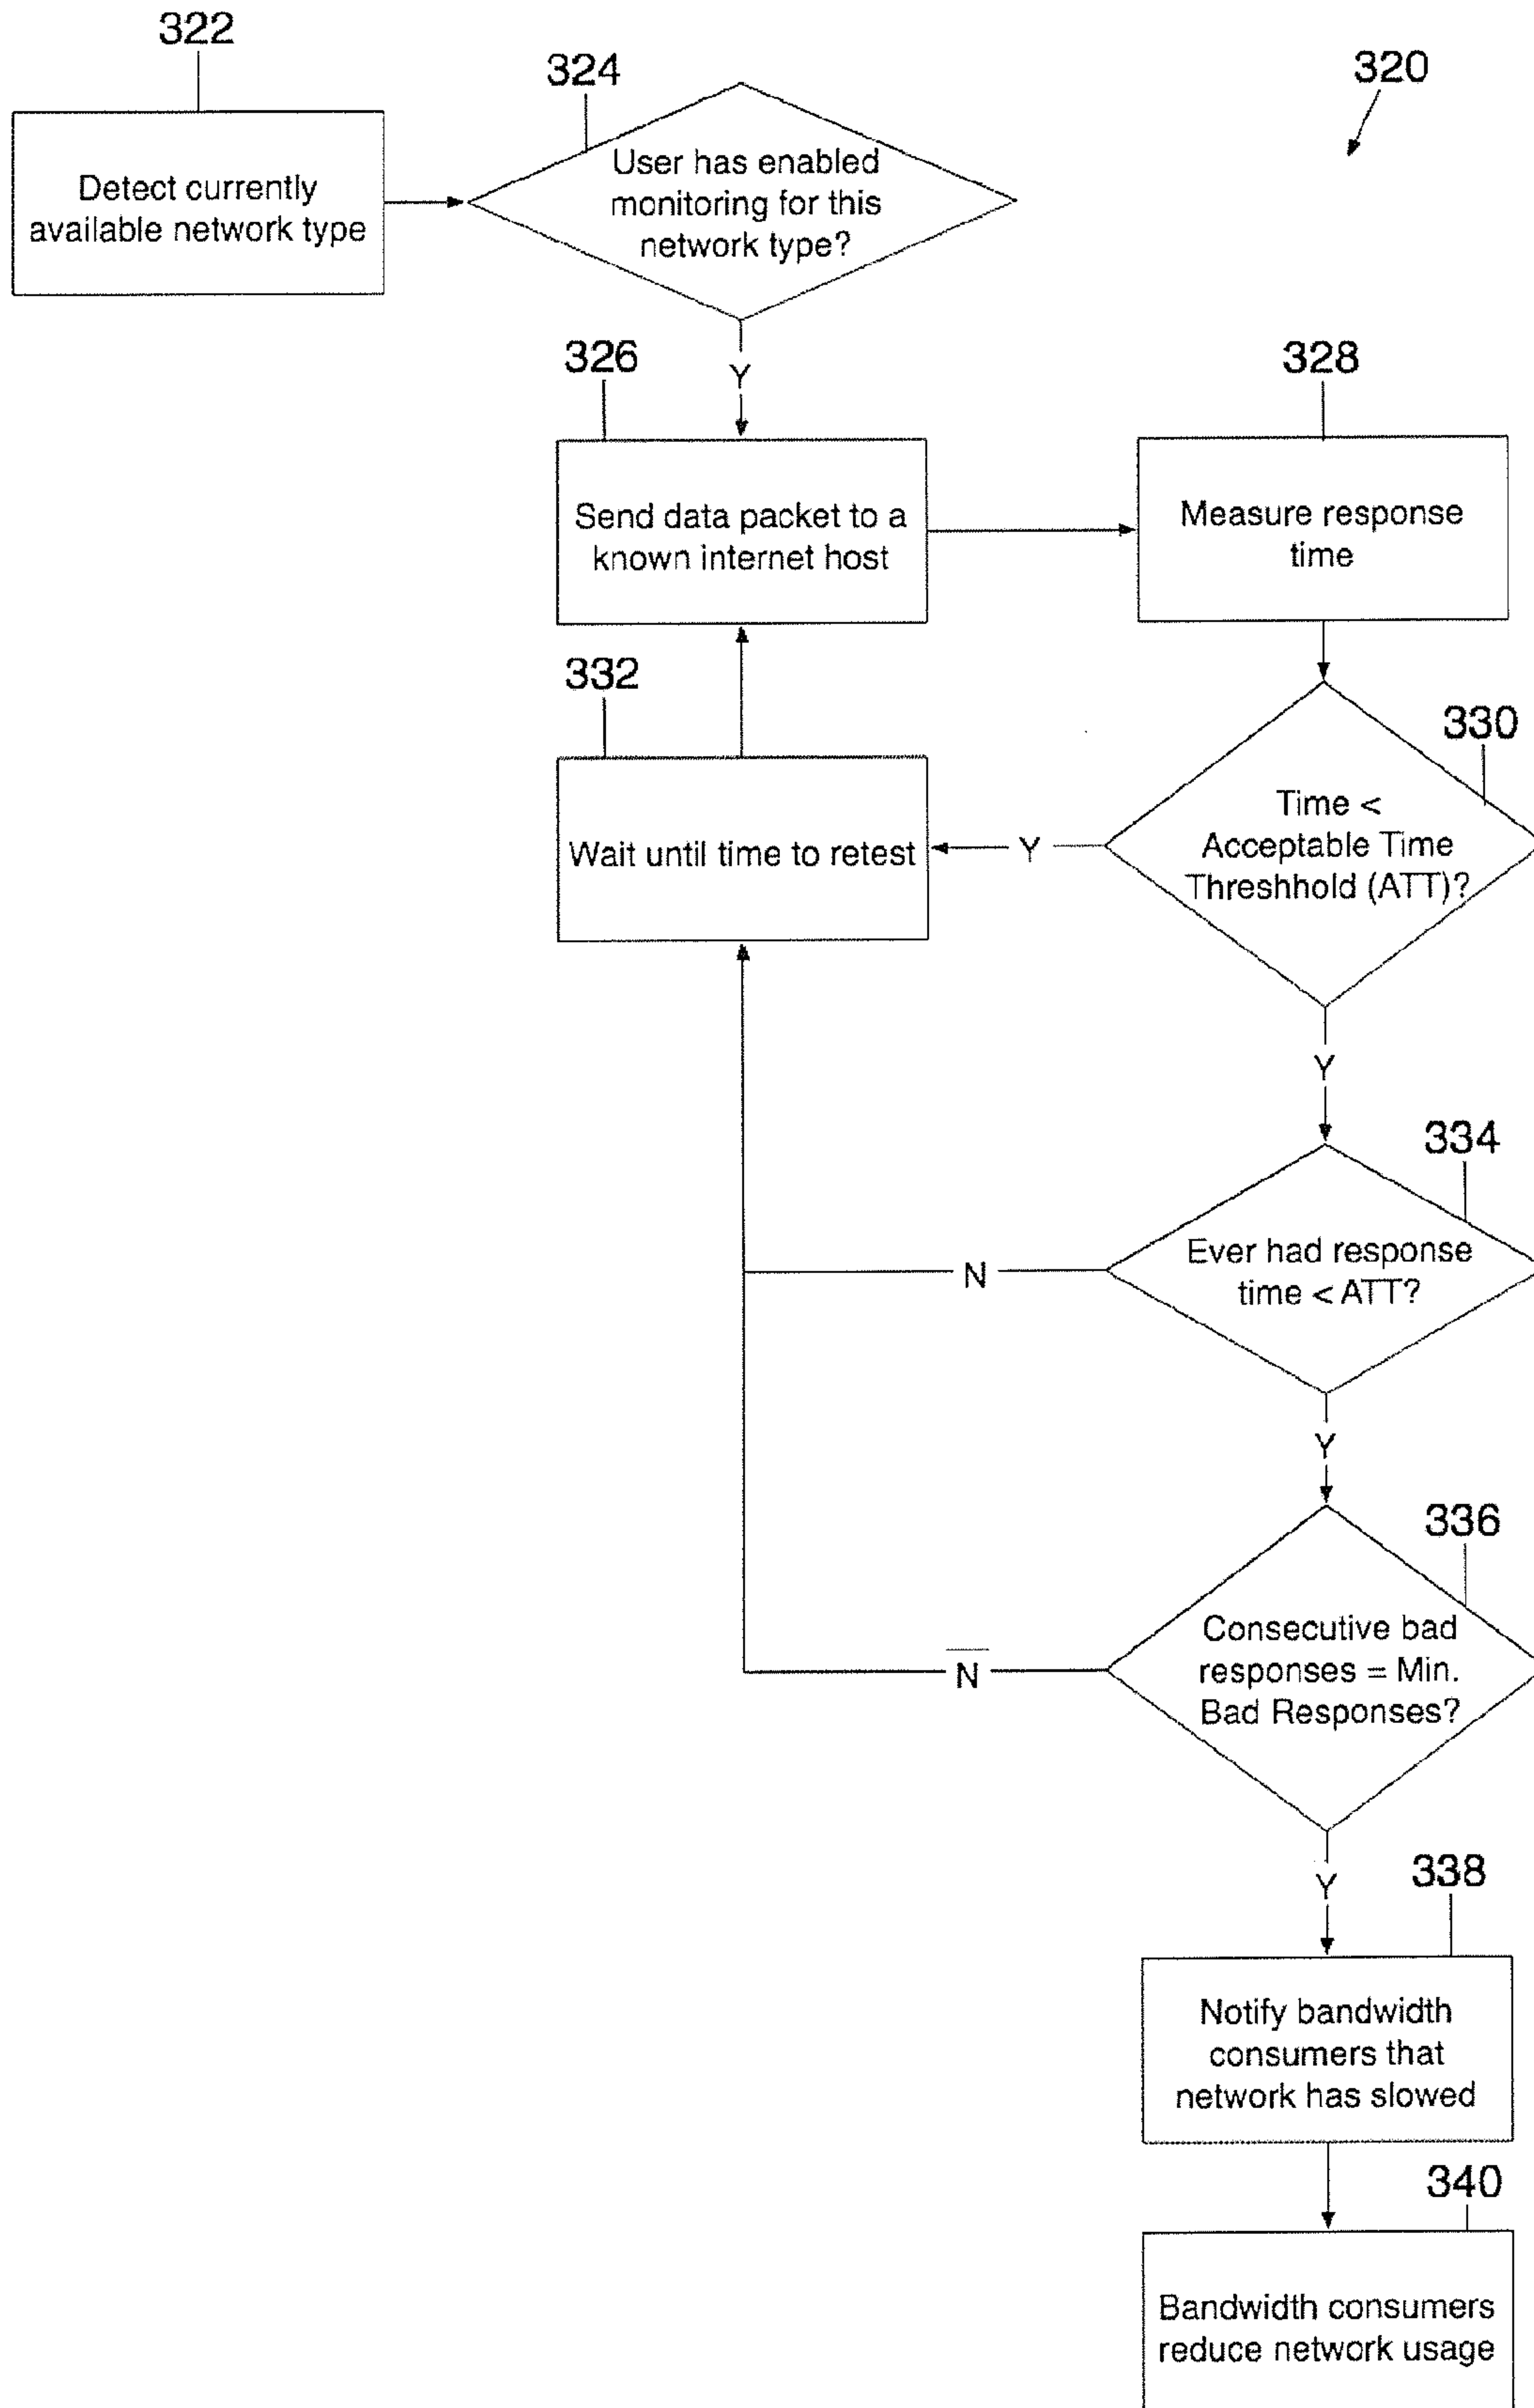 322
324
320
Detect currently
available network type
User has enabled
monitoring for this
network type?
Y
326
328
Send data packet to a
known internet host
Measure response
time
332
330
Wait until time to retest
Y
Time <
Acceptable Time
Threshhold (ATT)?
Y
334
Ever had response
time < ATT?
N
Y
336
Consecutive bad
responses = Min.
Bad Responses?
N
Y
338
Notify bandwidth
consumers that
network has slowed
340
Bandwidth consumers
reduce network usage